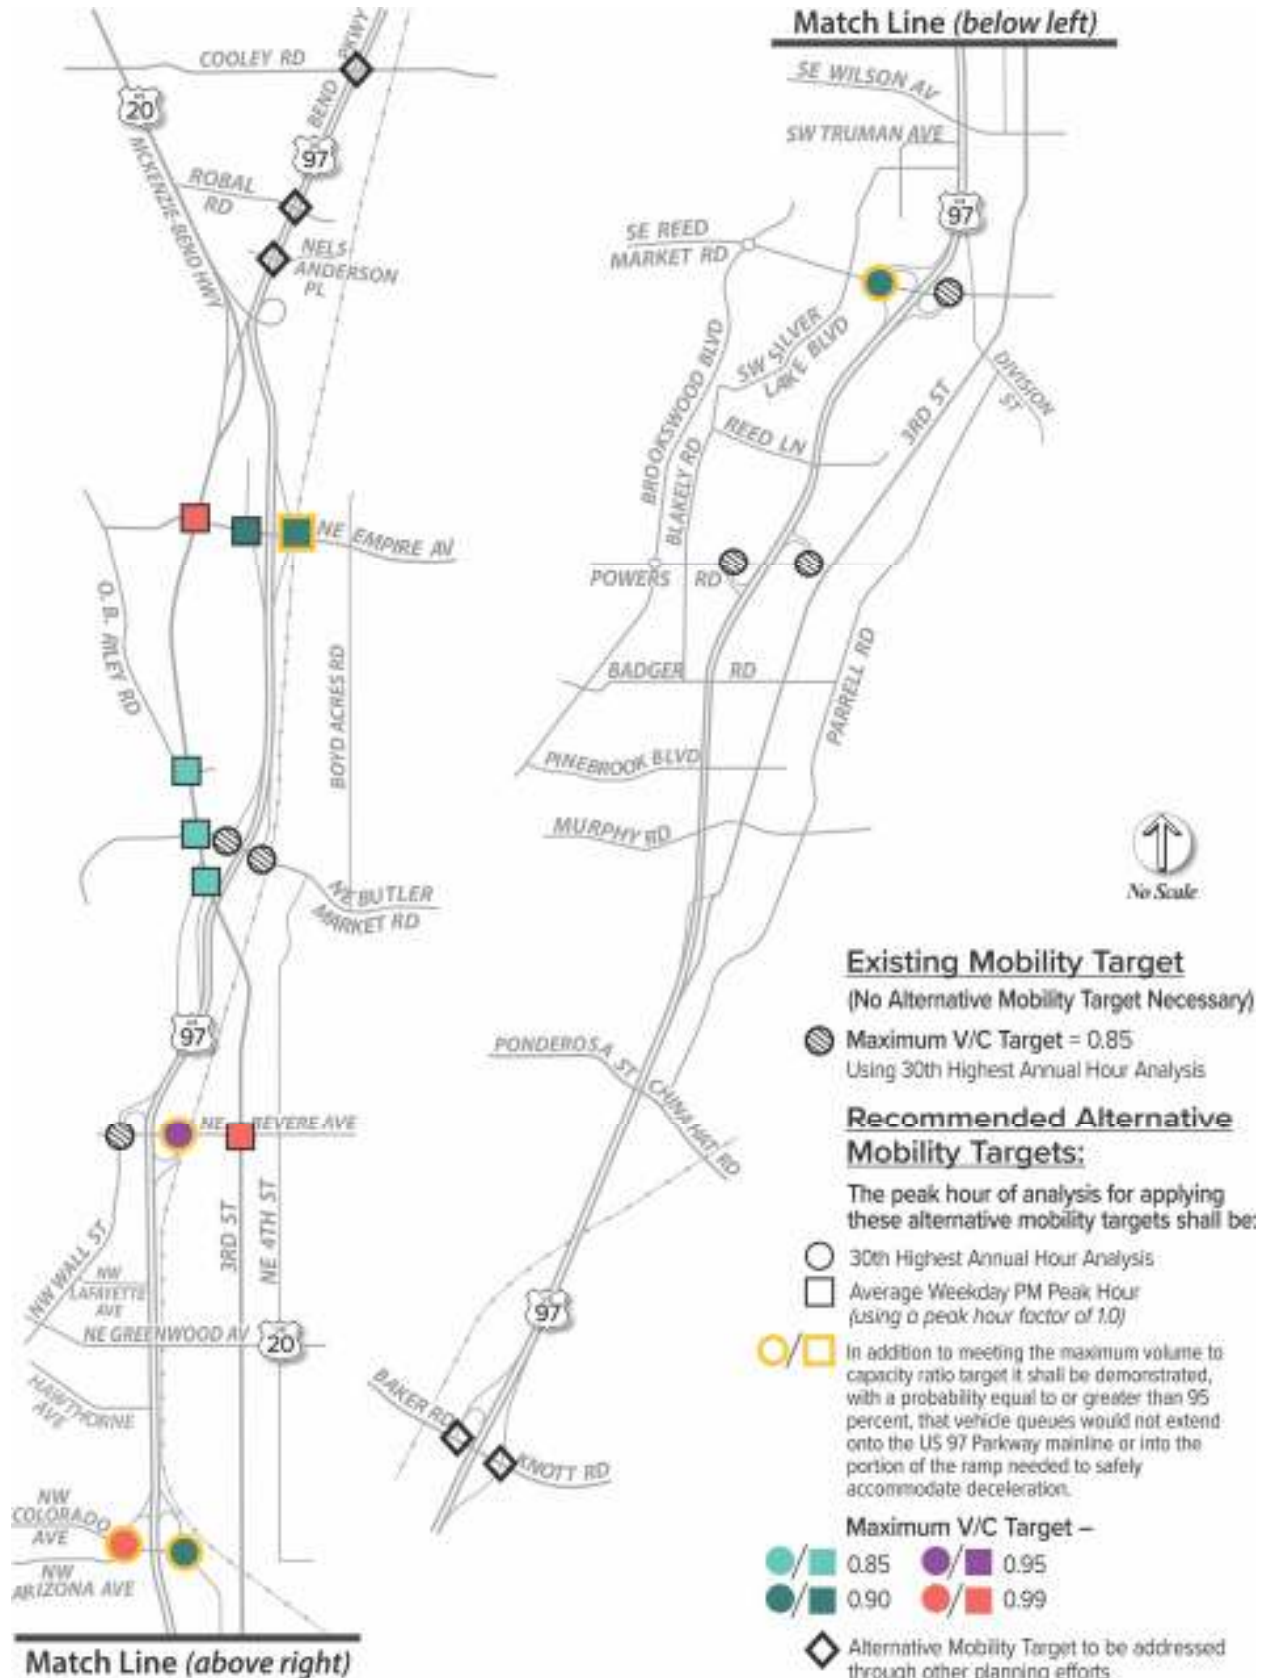 COOLEY RD
BEND PKWY
US
20
97
MCKENZIE-BEND HWY
ROBAL
RD
NELS
ANDERSON
PL
NE EMPIRE AV
O. B. RILEY RD
BOYD ACRES RD
NE BUTLER
MARKET RD
97
NE REVERE AVE
3RD ST
NE 4TH ST
NW WALL ST
NW
LAFAYETTE
AVE
NE GREENWOOD AV
20
HAWTHORNE
AVE
NW
COLORADO
AVE
NW
ARIZONA AVE
Match Line (above right)
Match Line (below left)
SE WILSON AV
SW TRUMAN AVE
97
SE REED
MARKET RD
SW SILVER
LAKE BLVD
BROOKSWOOD BLVD
DIVISION
ST
3RD ST
REED LN
BLAKELY RD
POWERS RD
BADGER RD
PARRELL RD
PINEBROOK BLVD
MURPHY RD
PONDEROSA ST
CHINA HAT RD
97
BAKER RD
KNOTT RD
No Scale
Existing Mobility Target
(No Alternative Mobility Target Necessary)
Maximum V/C Target = 0.85
Using 30th Highest Annual Hour Analysis
Recommended Alternative
Mobility Targets:
The peak hour of analysis for applying
these alternative mobility targets shall be:
30th Highest Annual Hour Analysis
Average Weekday PM Peak Hour
(using a peak hour factor of 1.0)
In addition to meeting the maximum volume to
capacity ratio target it shall be demonstrated,
with a probability equal to or greater than 95
percent, that vehicle queues would not extend
onto the US 97 Parkway mainline or into the
portion of the ramp needed to safely
accommodate deceleration.
Maximum V/C Target –
0.85 0.95
0.90 0.99
Alternative Mobility Target to be addressed
through other planning efforts